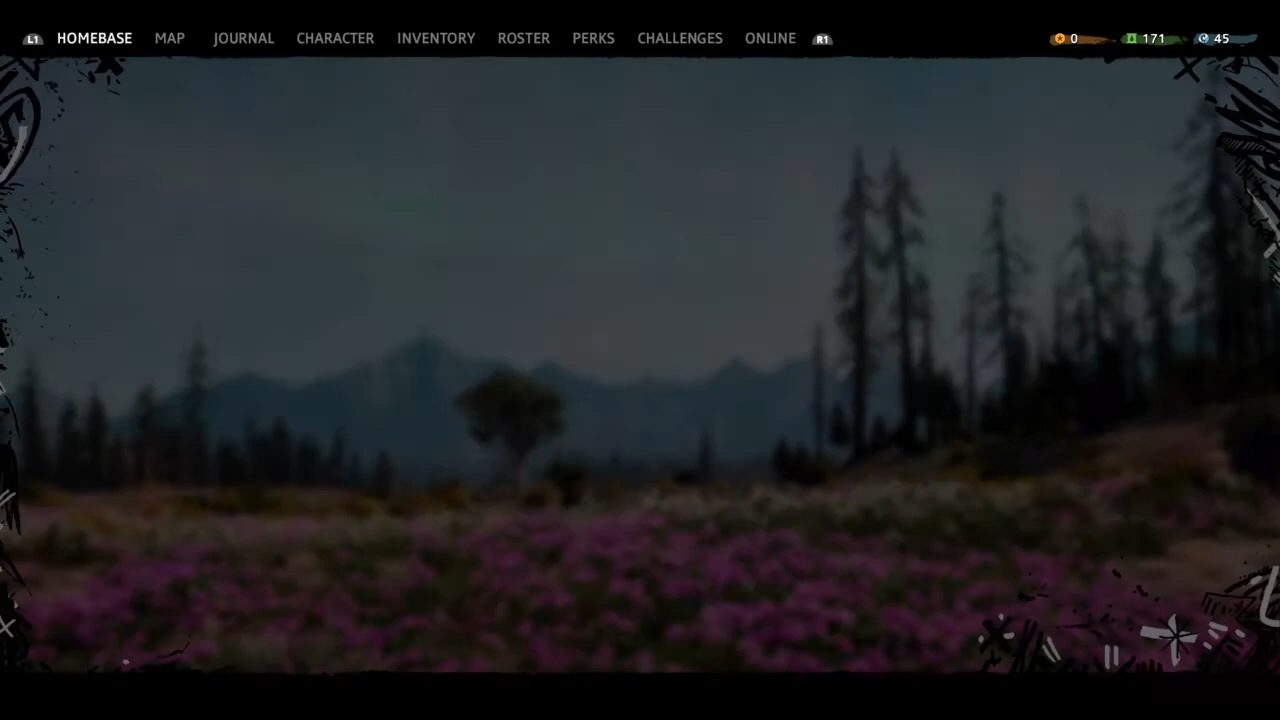 L1 HOMEBASE MAP JOURNAL CHARACTER INVENTORY ROSTER PERKS CHALLENGES ONLINE R1 0 171 45